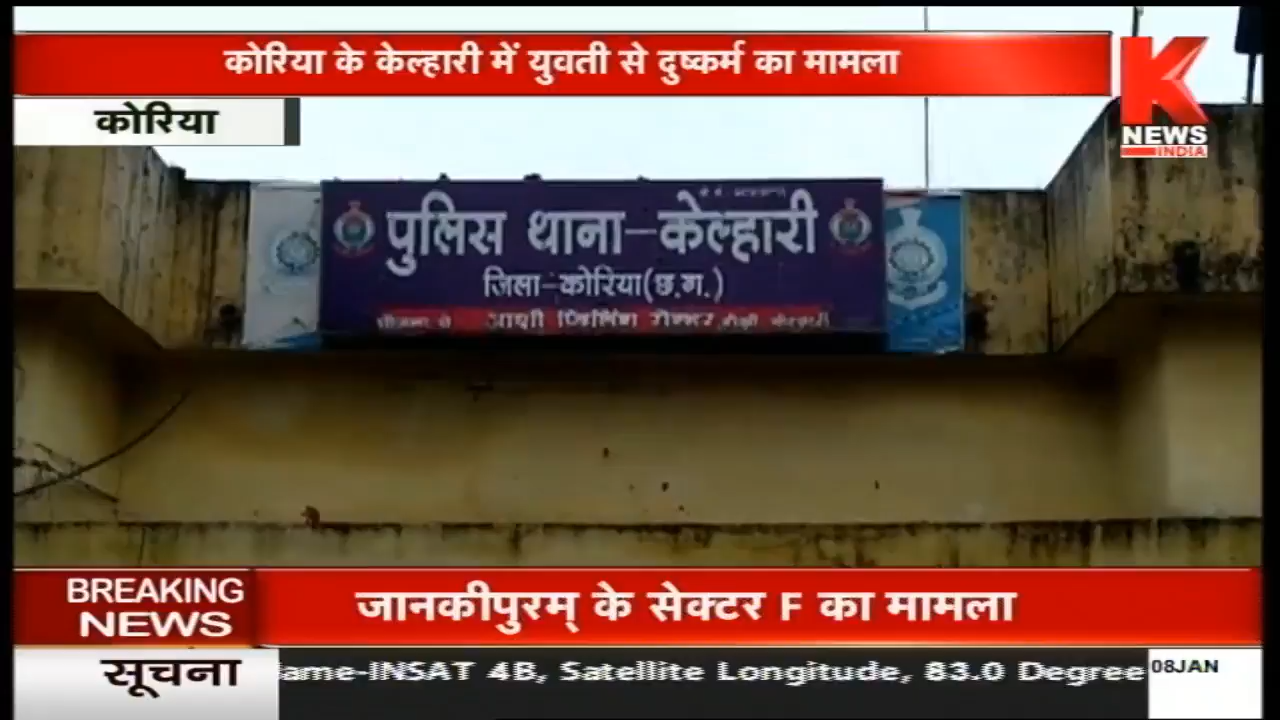 कोरिया के केल्हारी में युवती से दुष्कर्म का मामला
K
NEWS
INDIA
कोरिया
पुलिस थाना-केल्हारी
जिला-कोरिया(छ.ग.)
BREAKING
NEWS
जानकीपुरम् के सेक्टर F का मामला
सूचना
ame-INSAT 4B, Satellite Longitude, 83.0 Degree
08JAN